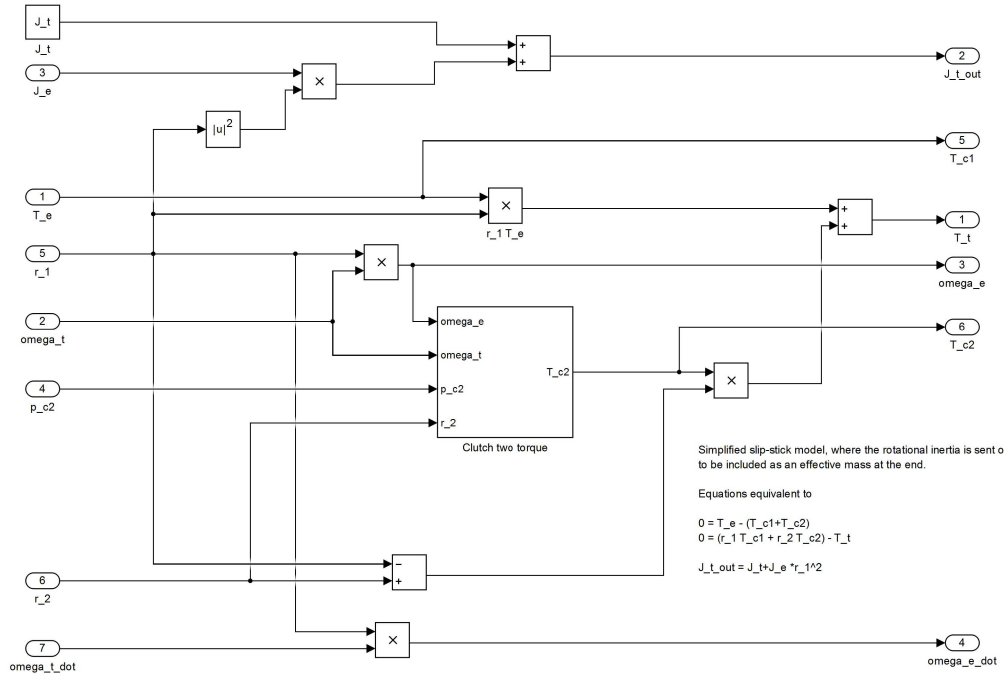 J_t
J_t
3
J_e
×
|u|2
+
+
2
J_t_out
5
T_c1
1
T_e
×
r_1 T_e
+
+
1
T_t
5
r_1
×
3
omega_e
2
omega_t
omega_e
omega_t
p_c2
r_2
T_c2
Clutch two torque
6
T_c2
×
4
p_c2
Simplified slip-stick model, where the rotational inertia is sent o
to be included as an effective mass at the end.
Equations equivalent to
0 = T_e - (T_c1+T_c2)
0 = (r_1 T_c1 + r_2 T_c2) - T_t
J_t_out = J_t+J_e *r_1^2
−
+
6
r_2
×
7
omega_t_dot
4
omega_e_dot